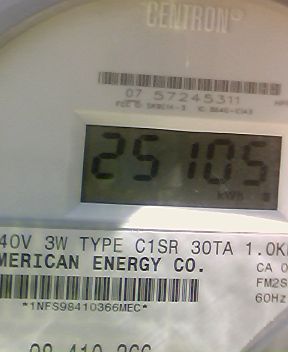 CENTRON®
07 57245311
25105
kWh
40V 3W TYPE C1SR 30TA 1.0K
MERICAN ENERGY CO.
CA 0
FM2S
60Hz
*1NFS98410366MEC*